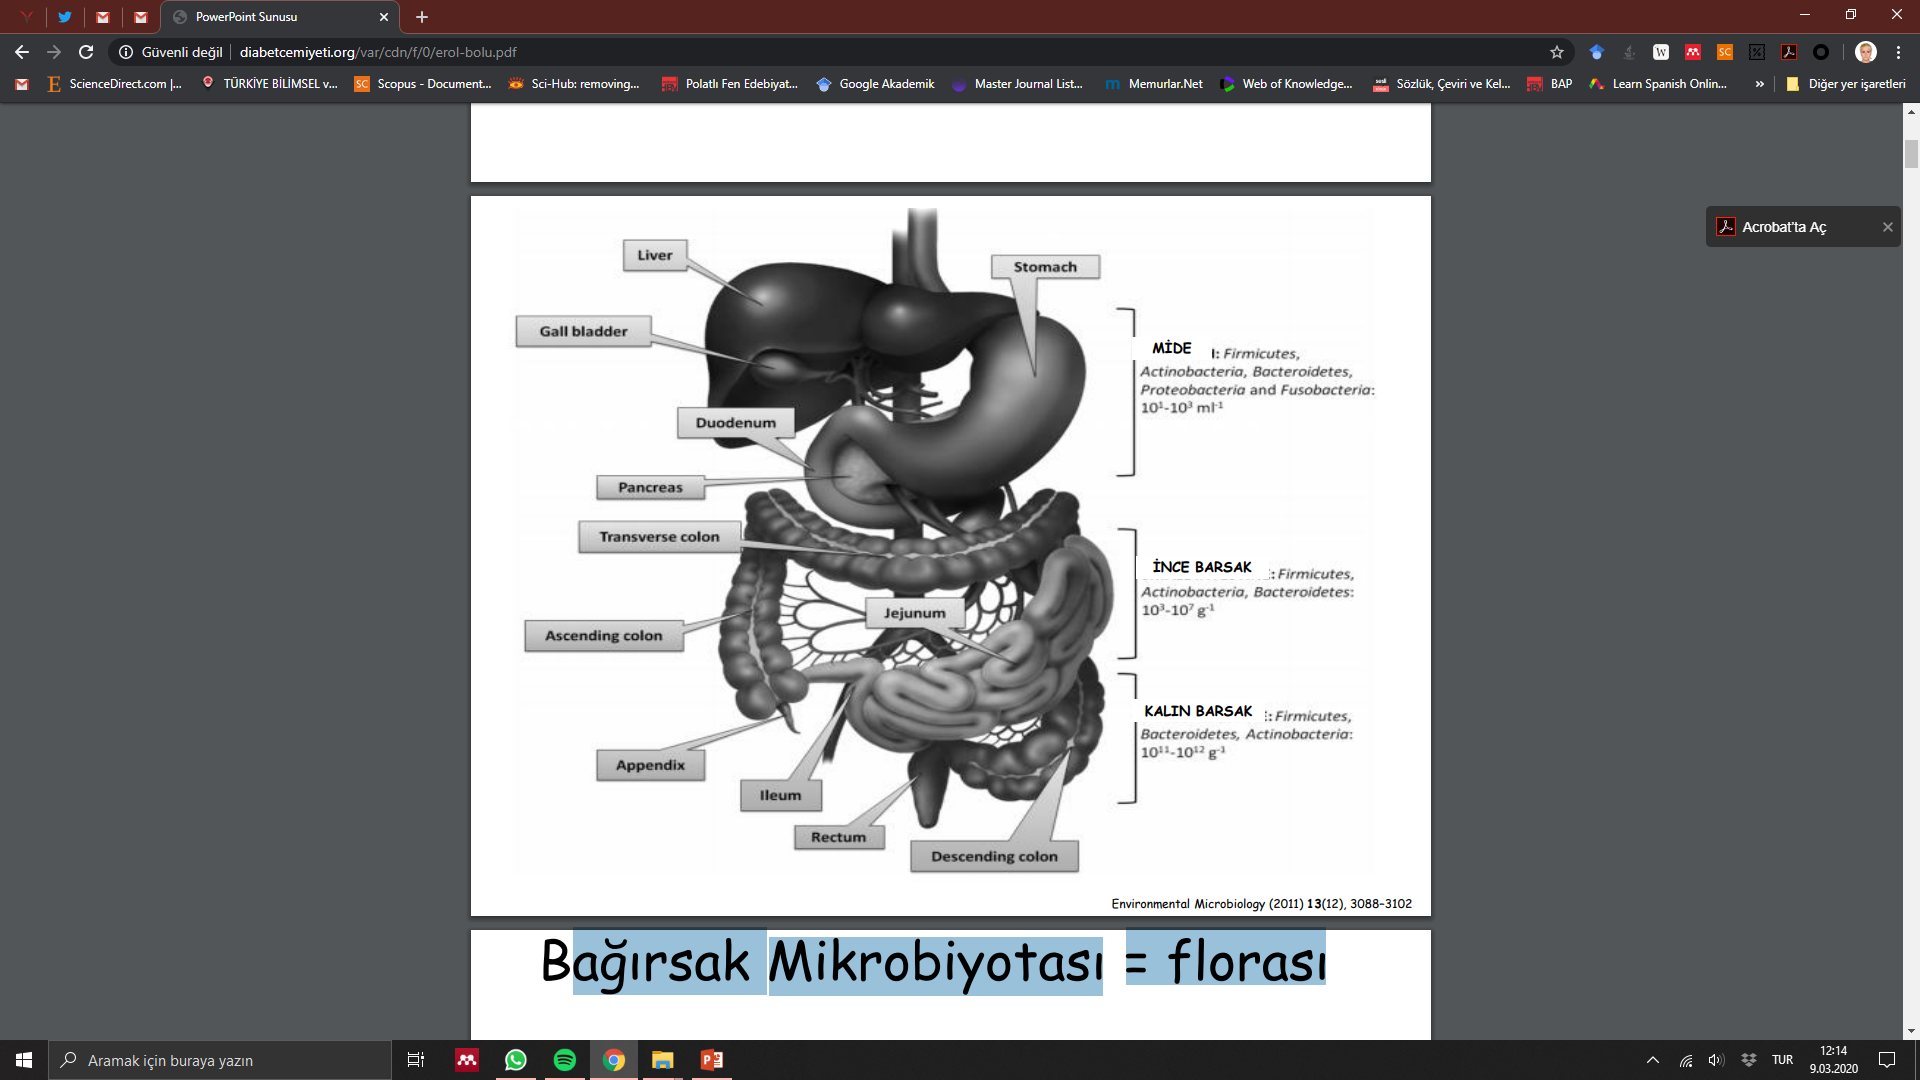 PowerPoint Sunusu
Güvenli değil
diabetcemiyeti.org/var/cdn/f/0/erol-bolu.pdf
ScienceDirect.com |...
TÜRKİYE BİLİMSEL v...
Scopus - Document...
Sci-Hub: removing...
Polatlı Fen Edebiyat...
Google Akademik
Master Journal List...
Memurlar.Net
Web of Knowledge...
Sözlük, Çeviri ve Kel...
BAP
Learn Spanish Onlin...
»
Diğer yer işaretleri
Acrobat'ta Aç
Liver
Stomach
Gall bladder
Duodenum
Pancreas
Transverse colon
Jejunum
Ascending colon
Appendix
Ileum
Rectum
Descending colon
MİDE : Firmicutes,
Actinobacteria, Bacteroidetes,
Proteobacteria and Fusobacteria:
10¹-10³ ml⁻¹
İNCE BARSAK : Firmicutes,
Actinobacteria, Bacteroidetes:
10³-10⁷ g⁻¹
KALIN BARSAK : Firmicutes,
Bacteroidetes, Actinobacteria:
10¹¹-10¹² g⁻¹
Environmental Microbiology (2011) 13(12), 3088–3102
Bağırsak Mikrobiyotası = florası
Aramak için buraya yazın
TUR
12:14
9.03.2020